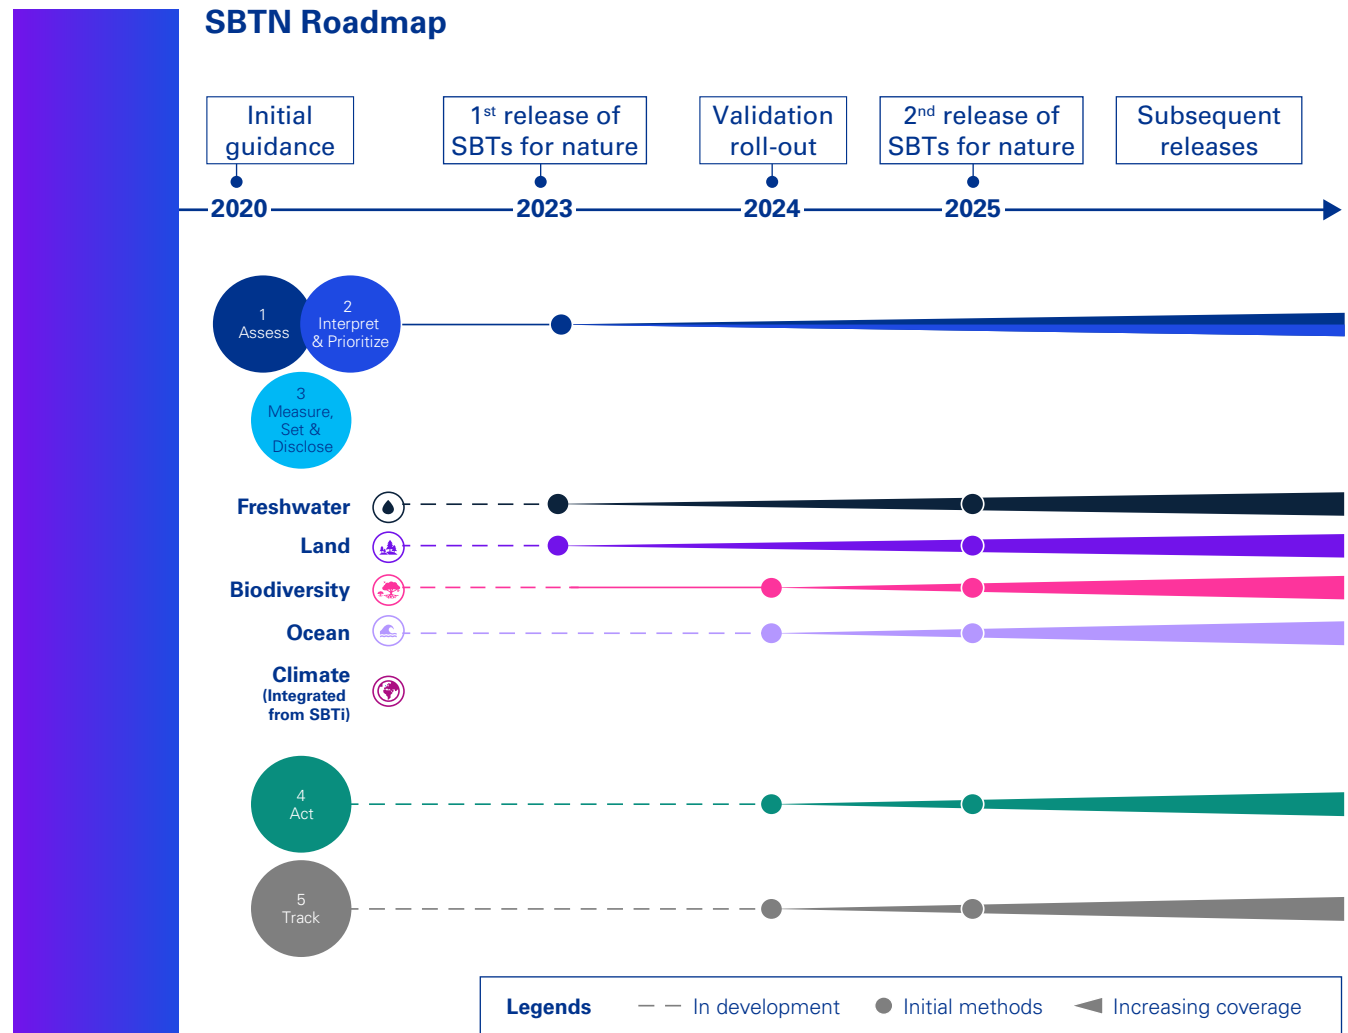 SBTN Roadmap
Initial
guidance
1st release of
SBTs for nature
Validation
roll-out
2nd release of
SBTs for nature
Subsequent
releases
2020
2023
2024
2025
1
Assess
2
Interpret
& Prioritize
3
Measure,
Set &
Disclose
Freshwater
Land
Biodiversity
Ocean
Climate
(Integrated
from SBTi)
4
Act
5
Track
Legends
In development
Initial methods
Increasing coverage